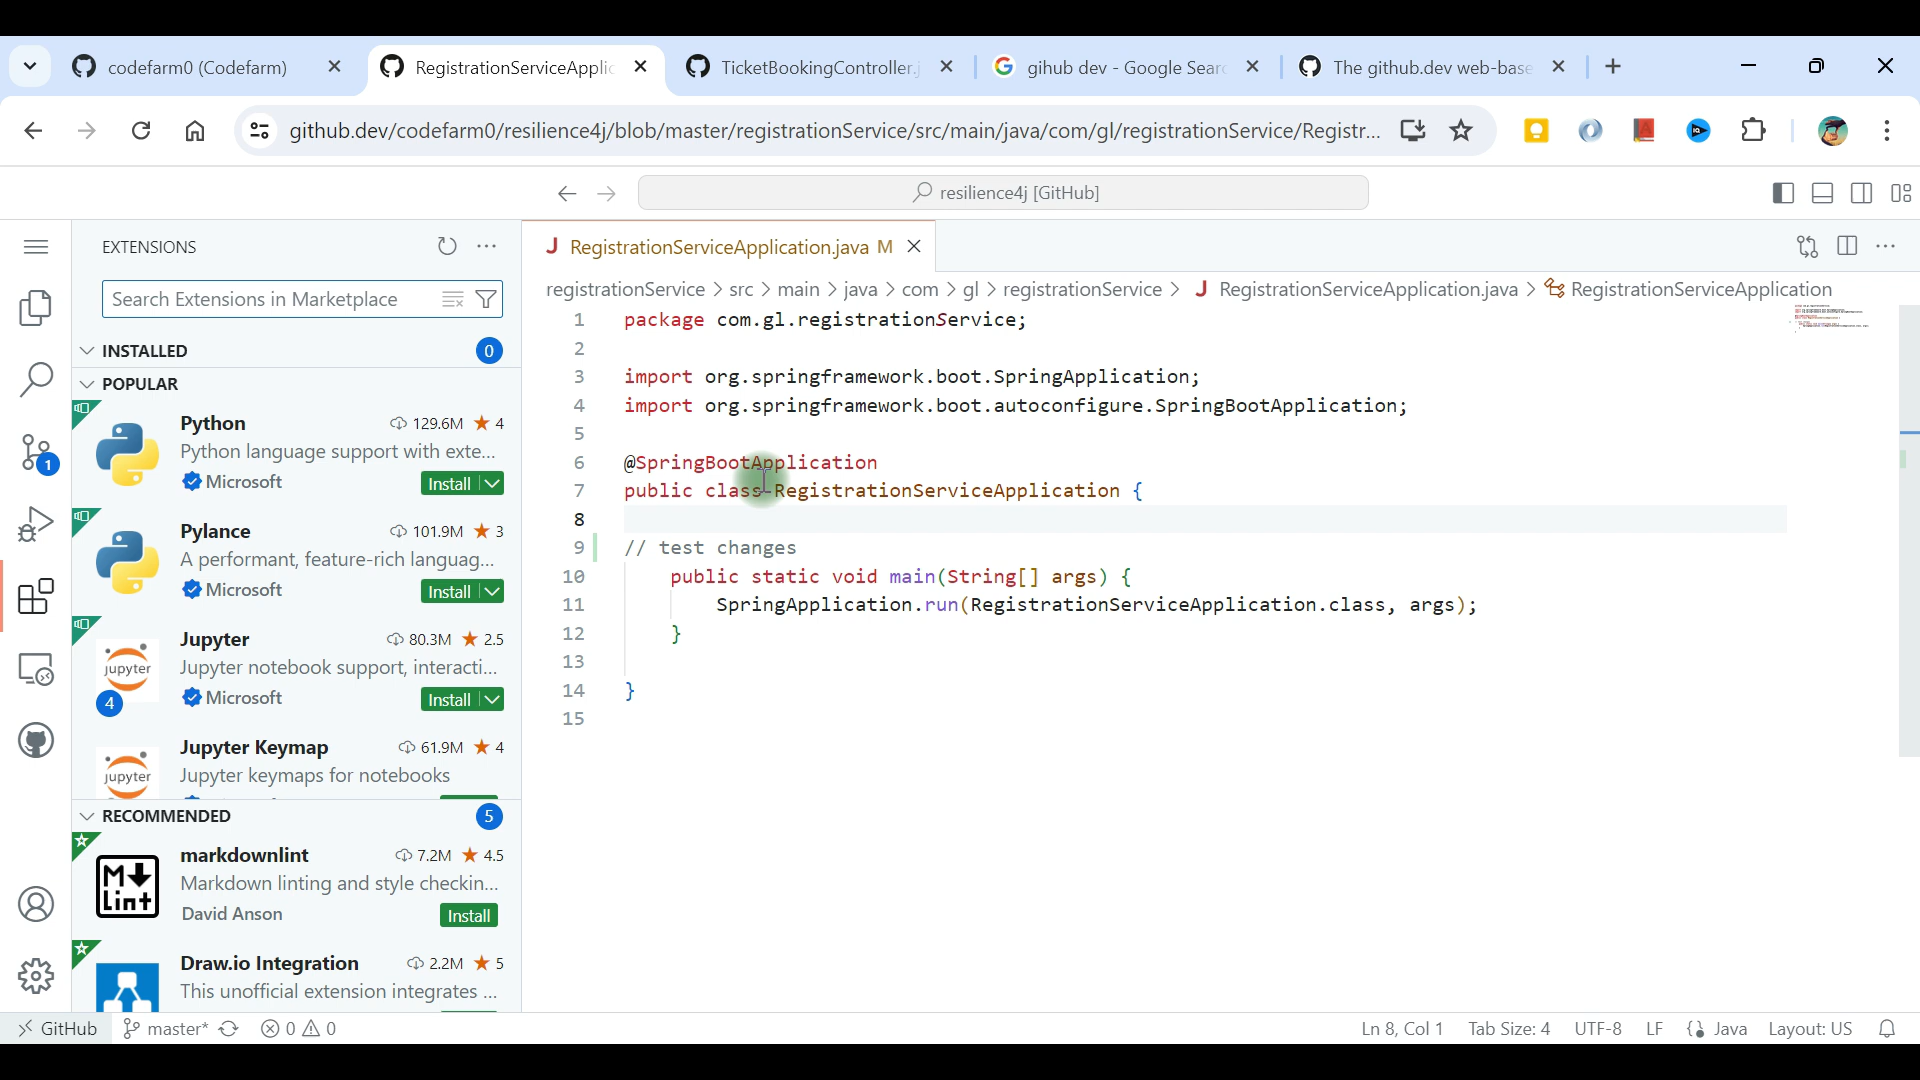 codefarm0 (Codefarm)
RegistrationServiceApplic
TicketBookingController.j
gihub dev - Google Searc
The github.dev web-base
github.dev/codefarm0/resilience4j/blob/master/registrationService/src/main/java/com/gl/registrationService/Registr...
resilience4j [GitHub]
EXTENSIONS
Search Extensions in Marketplace
INSTALLED 0
POPULAR
Python 129.6M 4
Python language support with exte...
Microsoft Install
Pylance 101.9M 3
A performant, feature-rich languag...
Microsoft Install
Jupyter 80.3M 2.5
Jupyter notebook support, interacti...
Microsoft Install
jupyter
4
Jupyter Keymap 61.9M 4
Jupyter keymaps for notebooks
jupyter
RECOMMENDED 5
markdownlint 7.2M 4.5
Markdown linting and style checkin...
David Anson Install
M Lint
Draw.io Integration 2.2M 5
This unofficial extension integrates ...
1
J RegistrationServiceApplication.java M
registrationService > src > main > java > com > gl > registrationService > J RegistrationServiceApplication.java > RegistrationServiceApplication
1 package com.gl.registrationService;
2
3 import org.springframework.boot.SpringApplication;
4 import org.springframework.boot.autoconfigure.SpringBootApplication;
5
6 @SpringBootApplication
7 public class RegistrationServiceApplication {
8
9 // test changes
10 public static void main(String[] args) {
11 SpringApplication.run(RegistrationServiceApplication.class, args);
12 }
13
14 }
15
GitHub master* 0 0 Ln 8, Col 1 Tab Size: 4 UTF-8 LF Java Layout: US